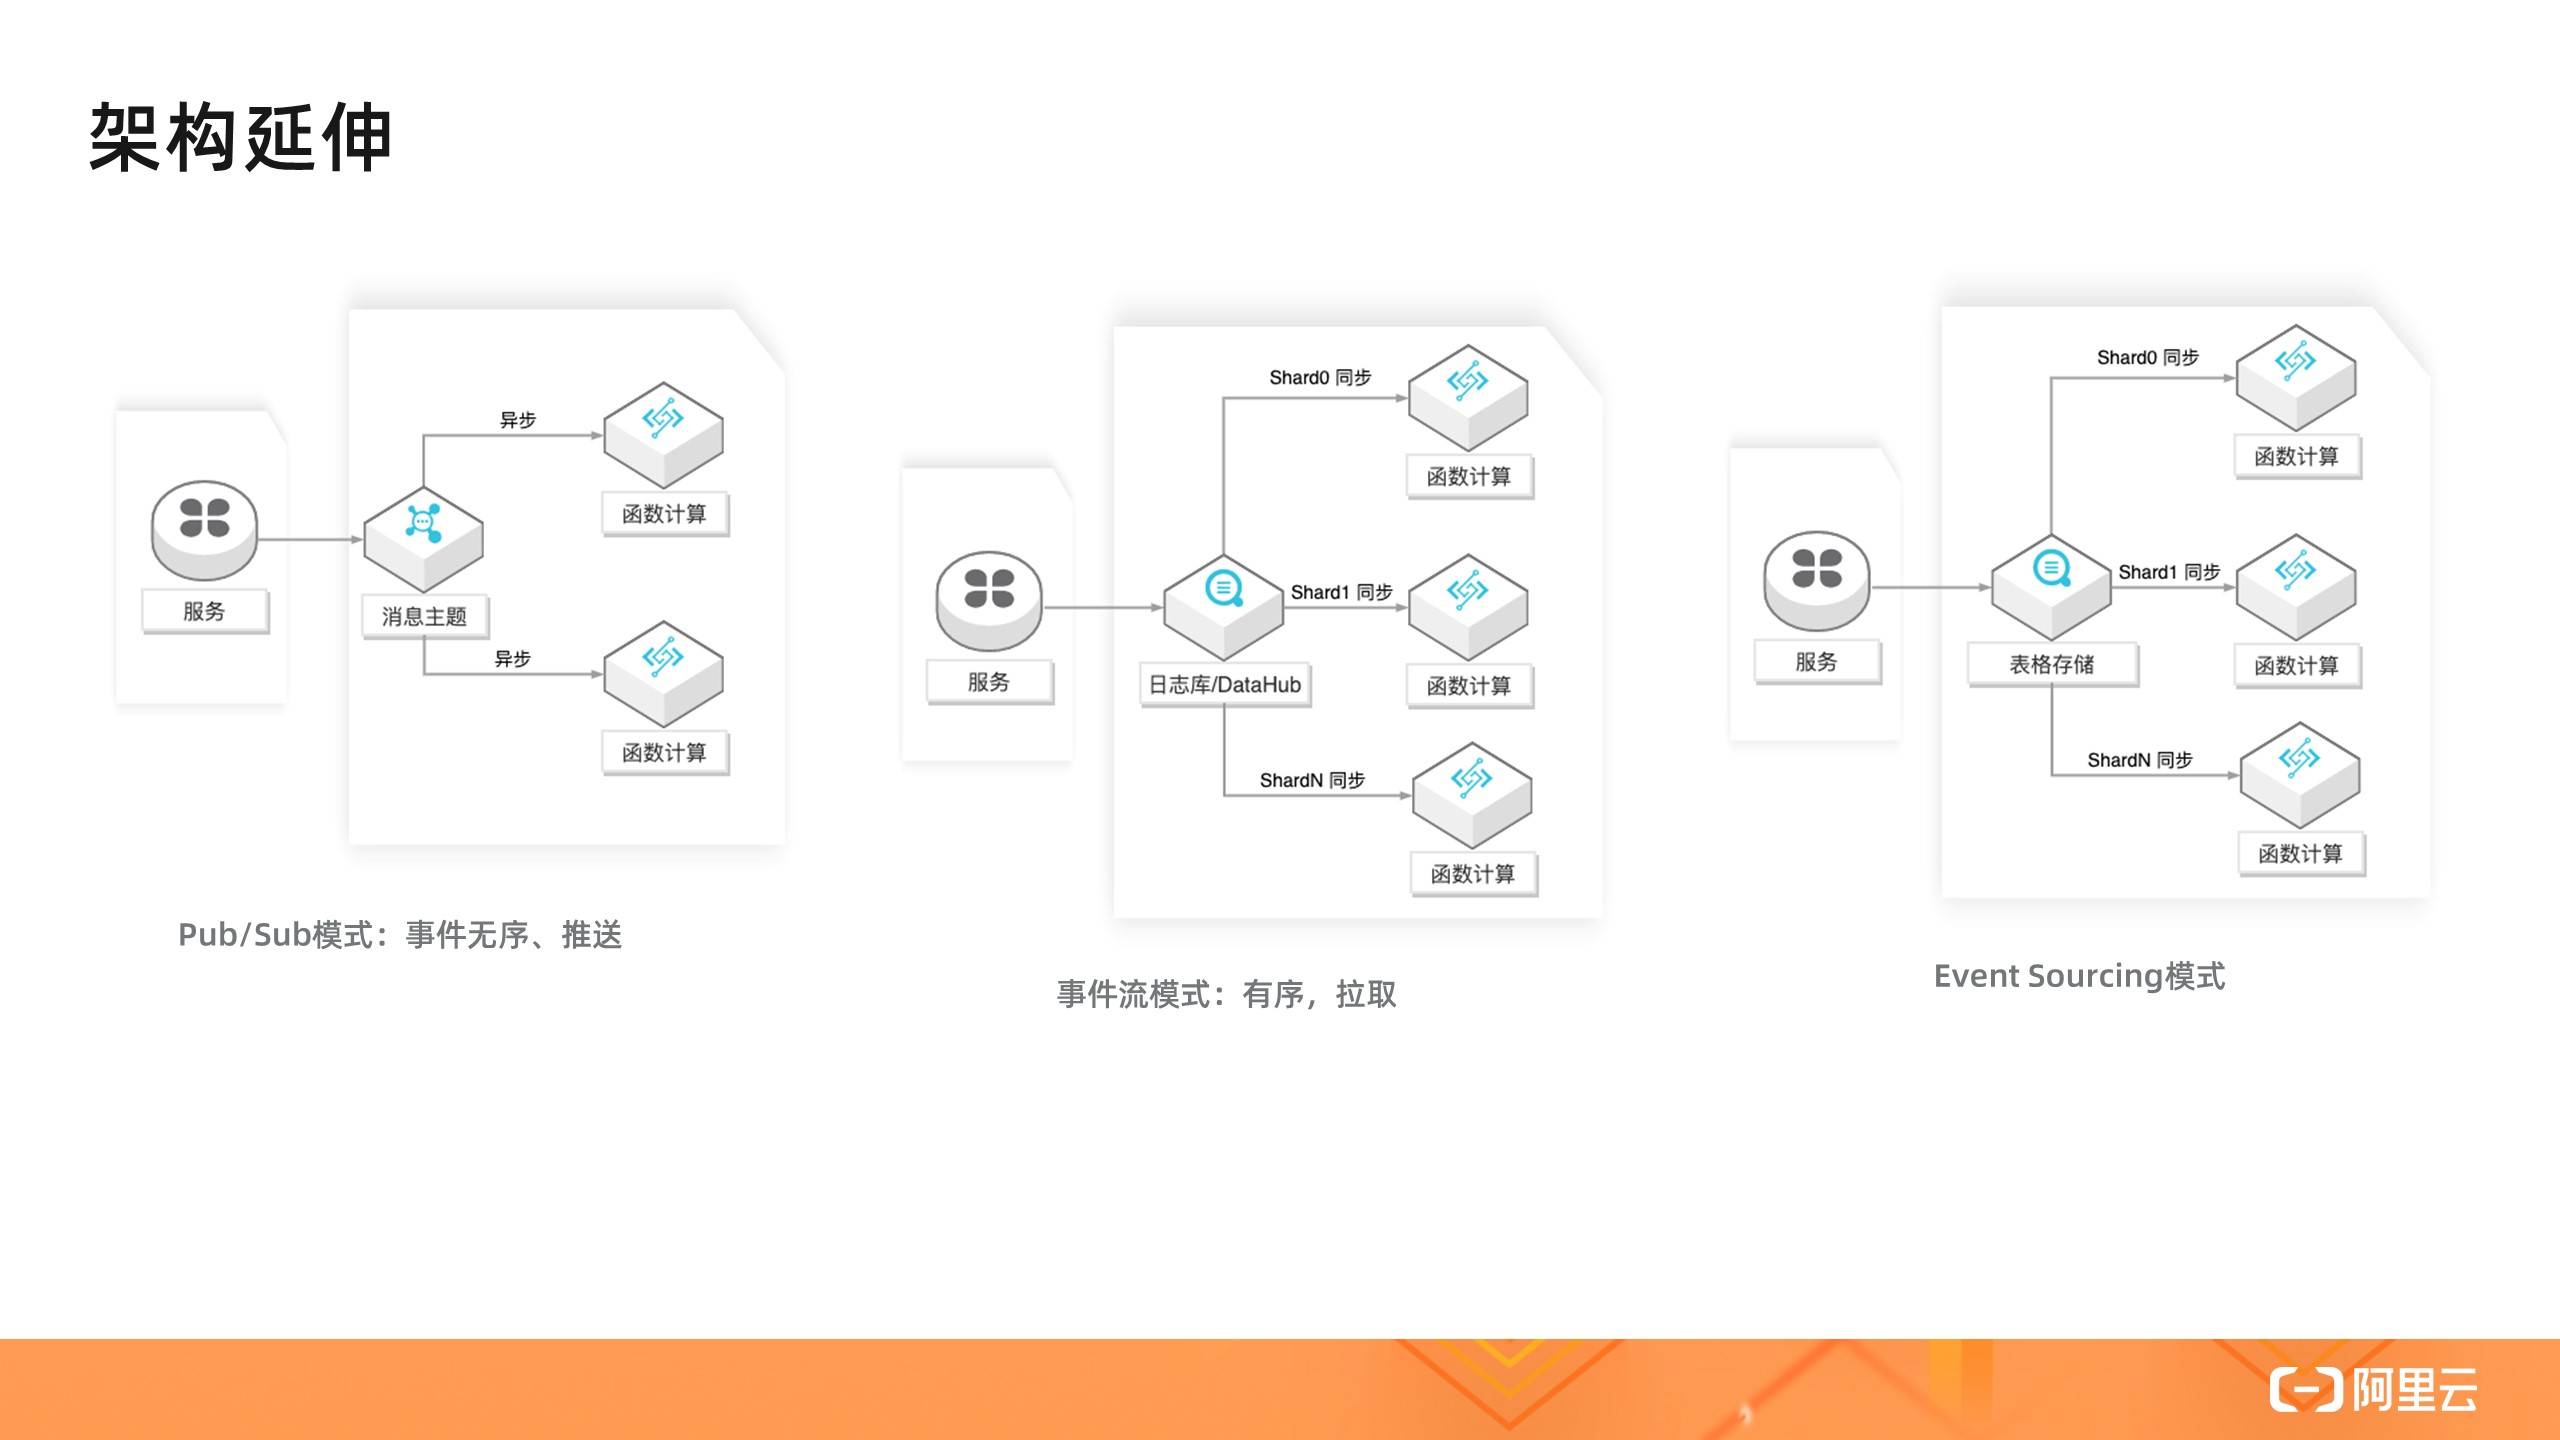 架构延伸
异步
函数计算
服务
消息主题
异步
函数计算
Pub/Sub模式：事件无序、推送
Shard0 同步
函数计算
Shard1 同步
服务
日志库/DataHub
函数计算
ShardN 同步
函数计算
事件流模式：有序，拉取
Shard0 同步
函数计算
Shard1 同步
服务
表格存储
函数计算
ShardN 同步
函数计算
Event Sourcing模式
阿里云